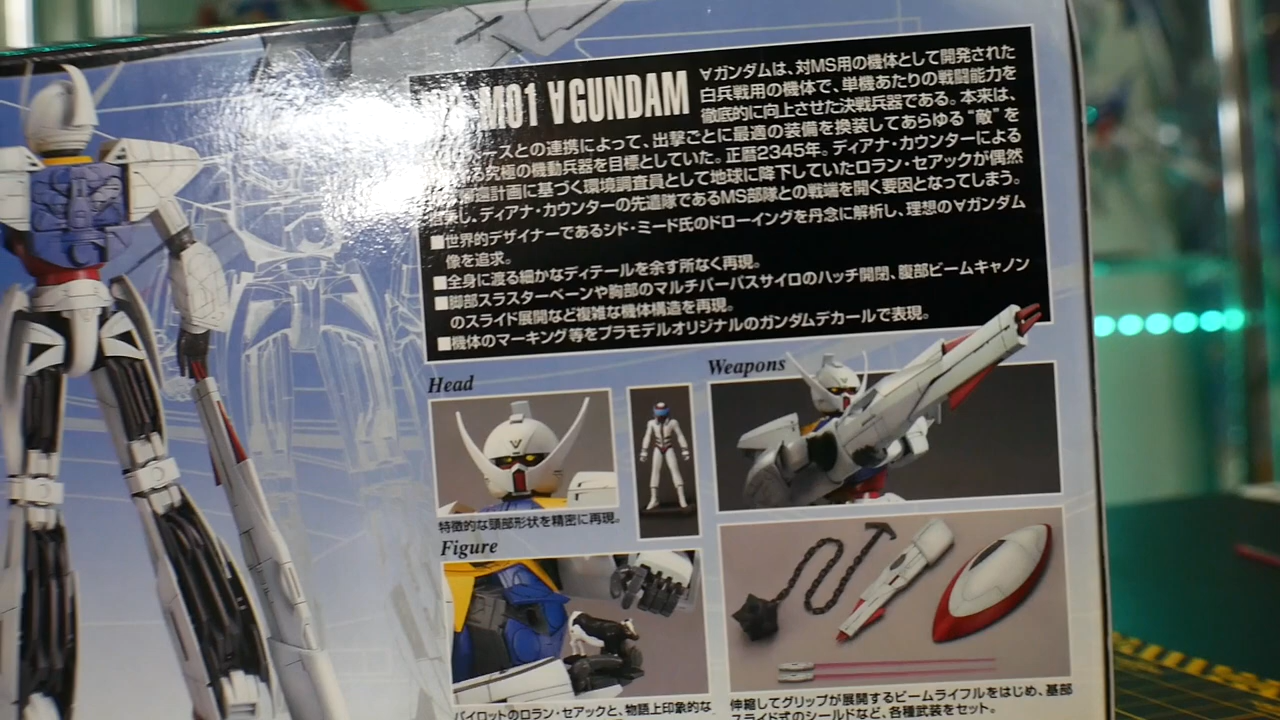 M01 ∀GUNDAM
∀ガンダムは、対MS用の機体として開発された
白兵戦用の機体で、単機あたりの戦闘能力を
徹底的に向上させた決戦兵器である。本来は、
ースとの連携によって、出撃ごとに最適の装備を換装してあらゆる“敵”を
る究極の機動兵器を目標としていた。正暦2345年。ディアナ・カウンターによる
計画に基づく環境調査員として地球に降下していたロラン・セアックが偶然
し、ディアナ・カウンターの先遣隊であるMS部隊との戦端を開く要因となってしまう。
■世界的デザイナーであるシド・ミード氏のドローイングを丹念に解析し、理想の∀ガンダム
像を追求。
■全身に渡る細かなディテールを余す所なく再現。
■脚部スラスターベーンや胸部のマルチパーパスサイロのハッチ開閉、腹部ビームキャノン
のスライド展開など複雑な機体構造を再現。
■機体のマーキング等をプラモデルオリジナルのガンダムデカールで表現。
Head
Weapons
特徴的な頭部形状を精密に再現。
Figure
パイロットのロラン・セアックと、物語上印象的な
伸縮してグリップが展開するビームライフルをはじめ、基部
スライド式のシールドなど、各種武装をセット。